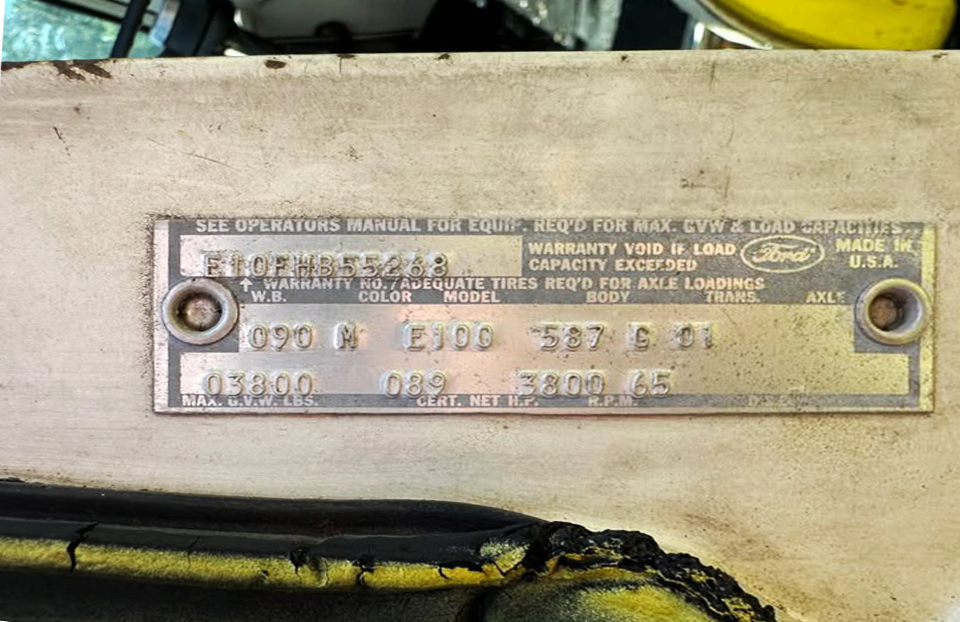 SEE OPERATORS MANUAL FOR EQUIP. REQ'D FOR MAX. GVW & LOAD CAPACITIES.
E10FHB55268
WARRANTY VOID IF LOAD
CAPACITY EXCEEDED
Ford
MADE IN
U.S.A.
↑ WARRANTY NO./ADEQUATE TIRES REQ'D FOR AXLE LOADINGS
W.B. COLOR MODEL BODY TRANS. AXLE
090 M E100 587 G 01
03800 089 3800 65
MAX. G.V.W. LBS. CERT. NET H.P. R.P.M.